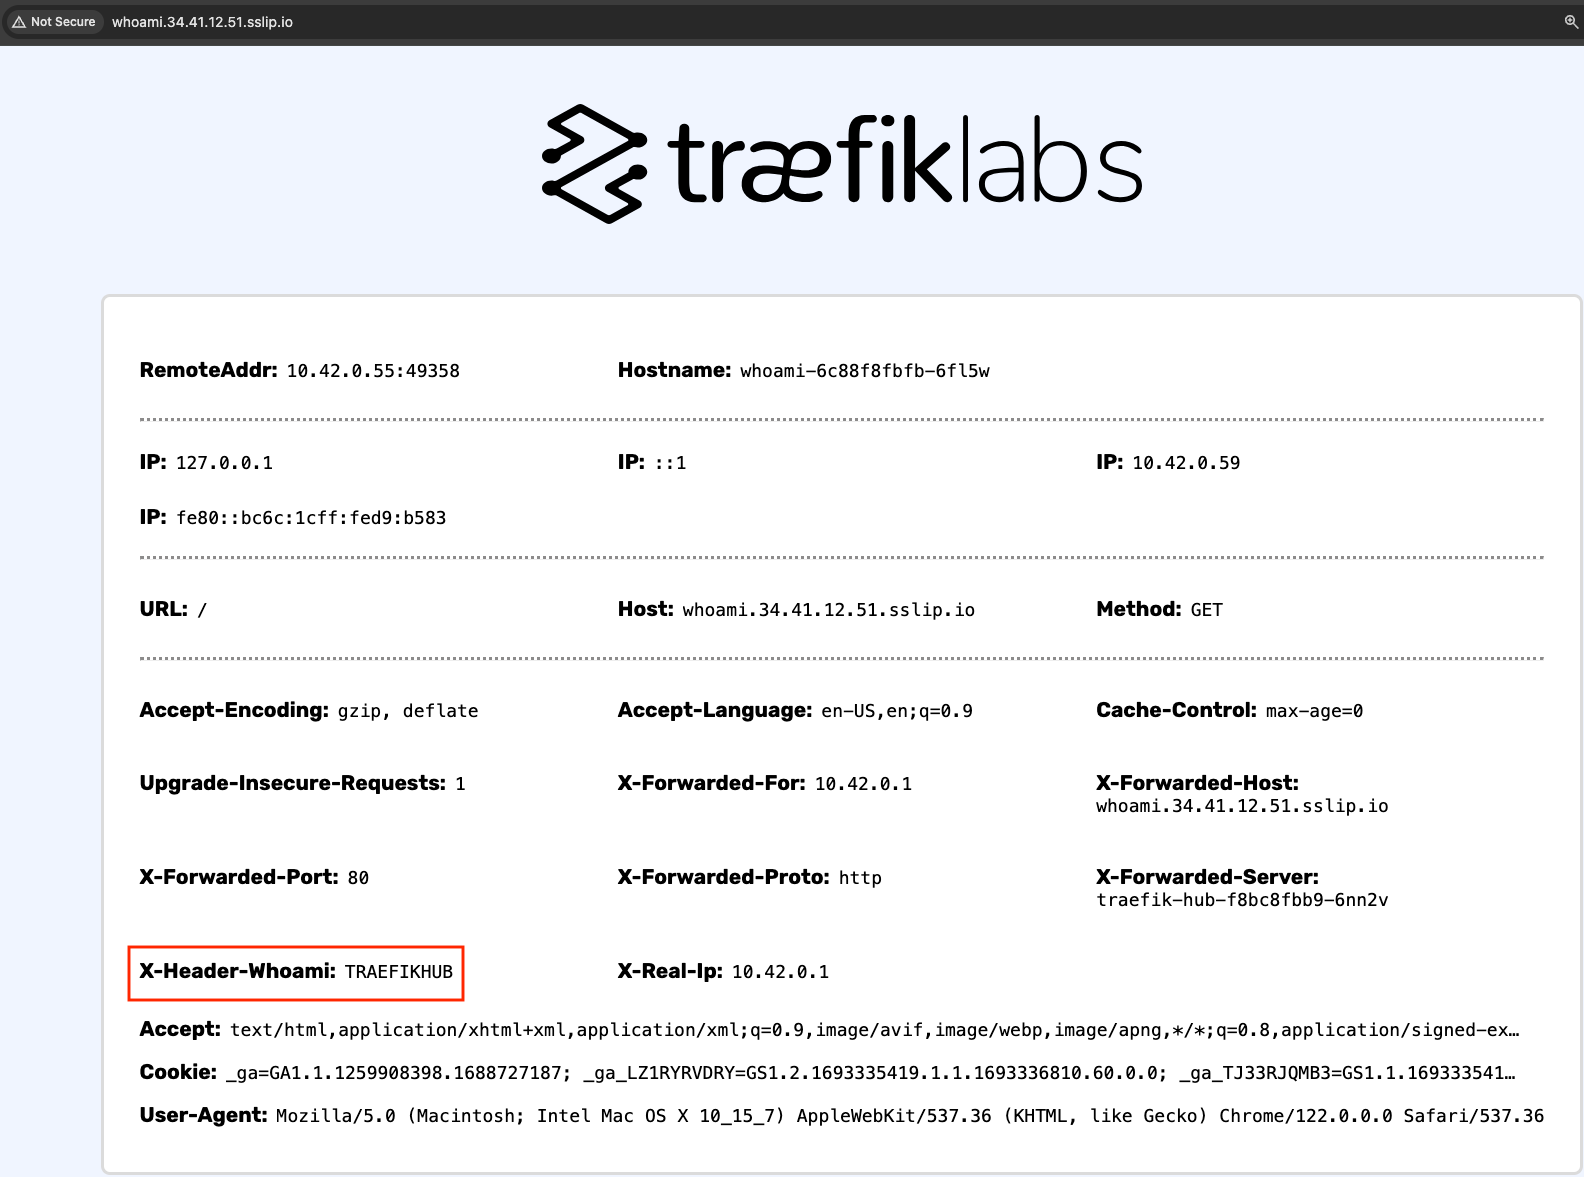 Not Secure whoami.34.41.12.51.sslip.io
træfiklabs
RemoteAddr: 10.42.0.55:49358 Hostname: whoami-6c88f8fbfb-6fl5w
IP: 127.0.0.1 IP: ::1 IP: 10.42.0.59
IP: fe80::bc6c:1cff:fed9:b583
URL: / Host: whoami.34.41.12.51.sslip.io Method: GET
Accept-Encoding: gzip, deflate Accept-Language: en-US,en;q=0.9 Cache-Control: max-age=0
Upgrade-Insecure-Requests: 1 X-Forwarded-For: 10.42.0.1 X-Forwarded-Host:
whoami.34.41.12.51.sslip.io
X-Forwarded-Port: 80 X-Forwarded-Proto: http X-Forwarded-Server:
traefik-hub-f8bc8fbb9-6nn2v
X-Header-Whoami: TRAEFIKHUB X-Real-Ip: 10.42.0.1
Accept: text/html,application/xhtml+xml,application/xml;q=0.9,image/avif,image/webp,image/apng,*/*;q=0.8,application/signed-ex…
Cookie: _ga=GA1.1.1259908398.1688727187; _ga_LZ1RYRVDRY=GS1.2.1693335419.1.1.1693336810.60.0.0; _ga_TJ33RJQMB3=GS1.1.169333541…
User-Agent: Mozilla/5.0 (Macintosh; Intel Mac OS X 10_15_7) AppleWebKit/537.36 (KHTML, like Gecko) Chrome/122.0.0.0 Safari/537.36